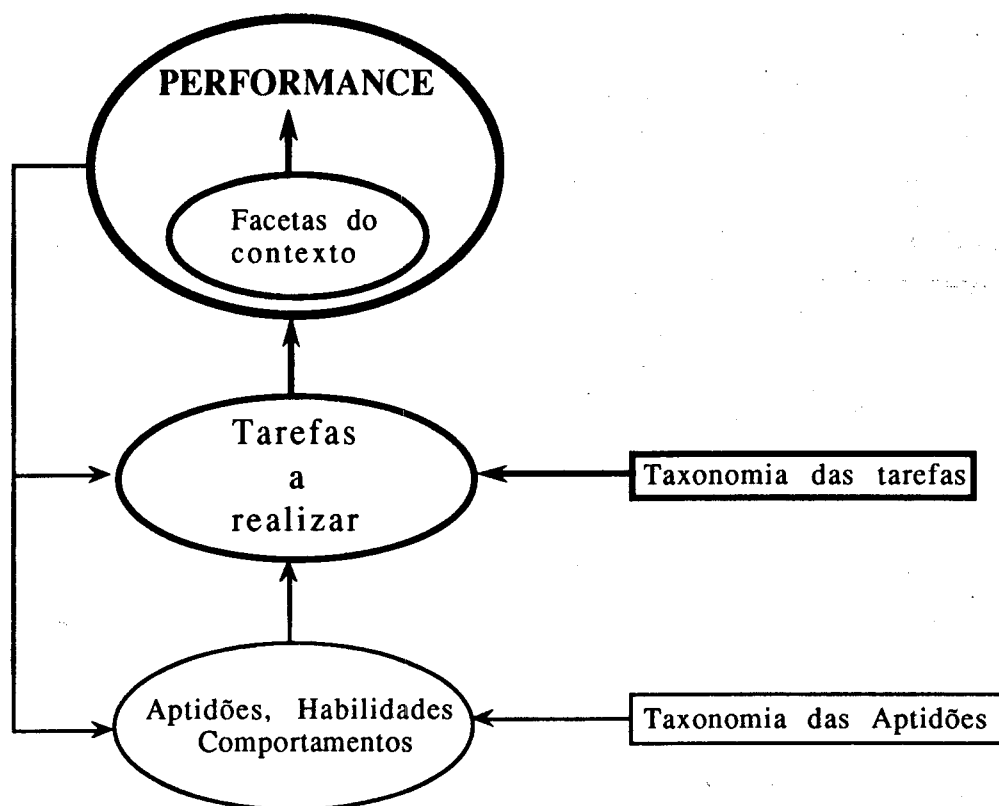 PERFORMANCE
Facetas do
contexto
Tarefas
a
realizar
Taxonomia das tarefas
Aptidões, Habilidades
Comportamentos
Taxonomia das Aptidões